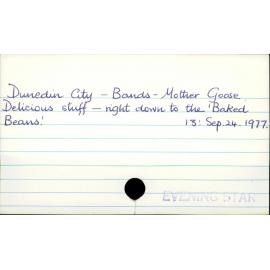 Dunedin City – Bands – Mother Goose
Delicious stuff – right down to the 'Baked
Beans.' 13: Sep. 24. 1977.
EVENING STAR